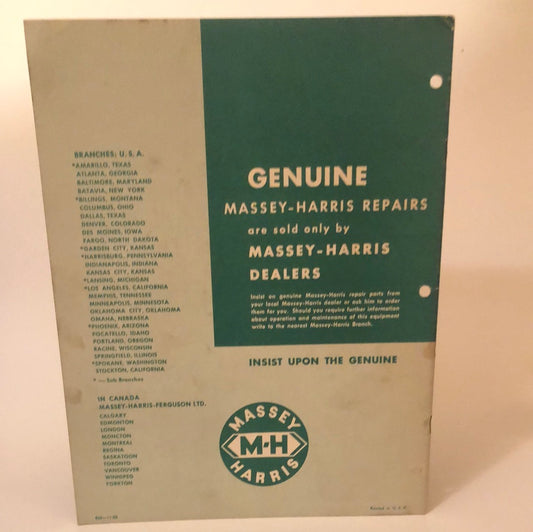 BRANCHES: U. S. A.
*AMARILLO, TEXAS
ATLANTA, GEORGIA
BALTIMORE, MARYLAND
BATAVIA, NEW YORK
*BILLINGS, MONTANA
COLUMBUS, OHIO
DALLAS, TEXAS
DENVER, COLORADO
DES MOINES, IOWA
FARGO, NORTH DAKOTA
*GARDEN CITY, KANSAS
*HARRISBURG, PENNSYLVANIA
INDIANAPOLIS, INDIANA
KANSAS CITY, KANSAS
*LANSING, MICHIGAN
*LOS ANGELES, CALIFORNIA
MEMPHIS, TENNESSEE
MINNEAPOLIS, MINNESOTA
OKLAHOMA CITY, OKLAHOMA
OMAHA, NEBRASKA
*PHOENIX, ARIZONA
POCATELLO, IDAHO
PORTLAND, OREGON
RACINE, WISCONSIN
SPRINGFIELD, ILLINOIS
*SPOKANE, WASHINGTON
STOCKTON, CALIFORNIA
* — Sub Branches
IN CANADA
MASSEY-HARRIS-FERGUSON LTD.
CALGARY
EDMONTON
LONDON
MONCTON
MONTREAL
REGINA
SASKATOON
TORONTO
VANCOUVER
WINNIPEG
YORKTON
GENUINE
MASSEY-HARRIS REPAIRS
are sold only by
MASSEY-HARRIS
DEALERS
Insist on genuine Massey-Harris repair parts from
your local Massey-Harris dealer or ask him to order
them for you. Should you require further information
about operation and maintenance of this equipment
write to the nearest Massey-Harris Branch.
INSIST UPON THE GENUINE
MASSEY
M-H
HARRIS
Printed in U. S. A.